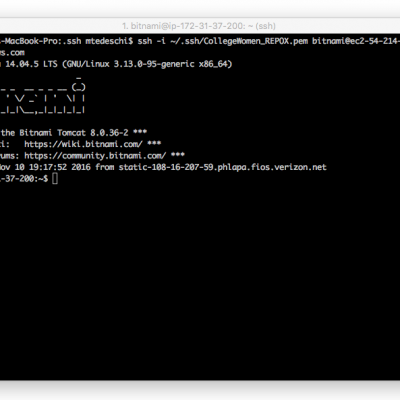 1. bitnami@ip-172-31-37-200: ~ (ssh)
-MacBook-Pro:.ssh mtedeschi$ ssh -i ~/.ssh/CollegeWomen_REPOX.pem bitnami@ec2-54-214-
s.com
14.04.5 LTS (GNU/Linux 3.13.0-95-generic x86_64)
the Bitnami Tomcat 8.0.36-2 ***
i: https://wiki.bitnami.com/ ***
ums: https://community.bitnami.com/ ***
ov 10 19:17:52 2016 from static-108-16-207-59.phlapa.fios.verizon.net
-37-200:~$